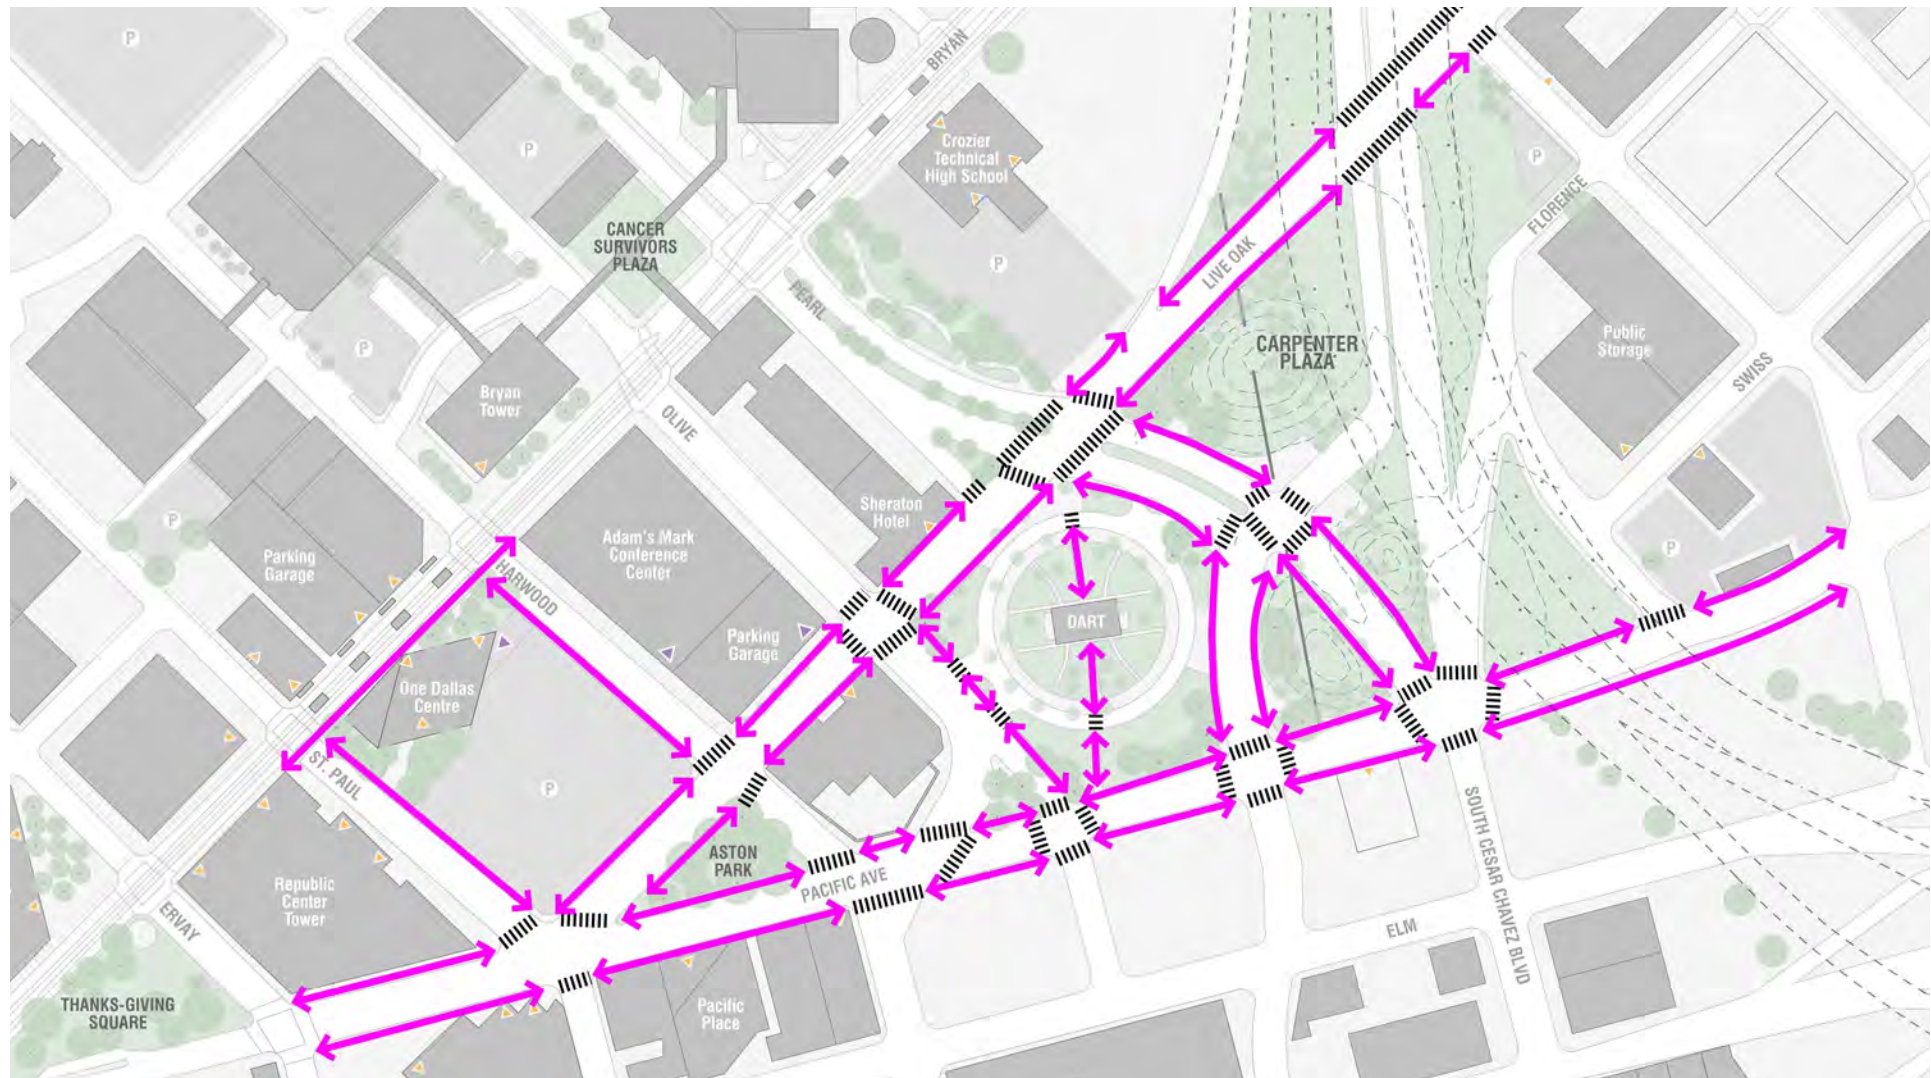 P
BRYAN
Crozier
Technical
High School
P
P
CANCER
SURVIVORS
PLAZA
FLORENCE
P
LIVE OAK
PEARL
CARPENTER
PLAZA
Public
Storage
P
SWISS
Bryan
Tower
OLIVE
Sheraton
Hotel
P
Adam's Mark
Conference
Center
Parking
Garage
P
HARWOOD
DART
Parking
Garage
One Dallas
Centre
ST. PAUL
P
ASTON
PARK
PACIFIC AVE
SOUTH CESAR CHAVEZ BLVD
Republic
Center
Tower
ERVAY
ELM
THANKS-GIVING
SQUARE
Pacific
Place